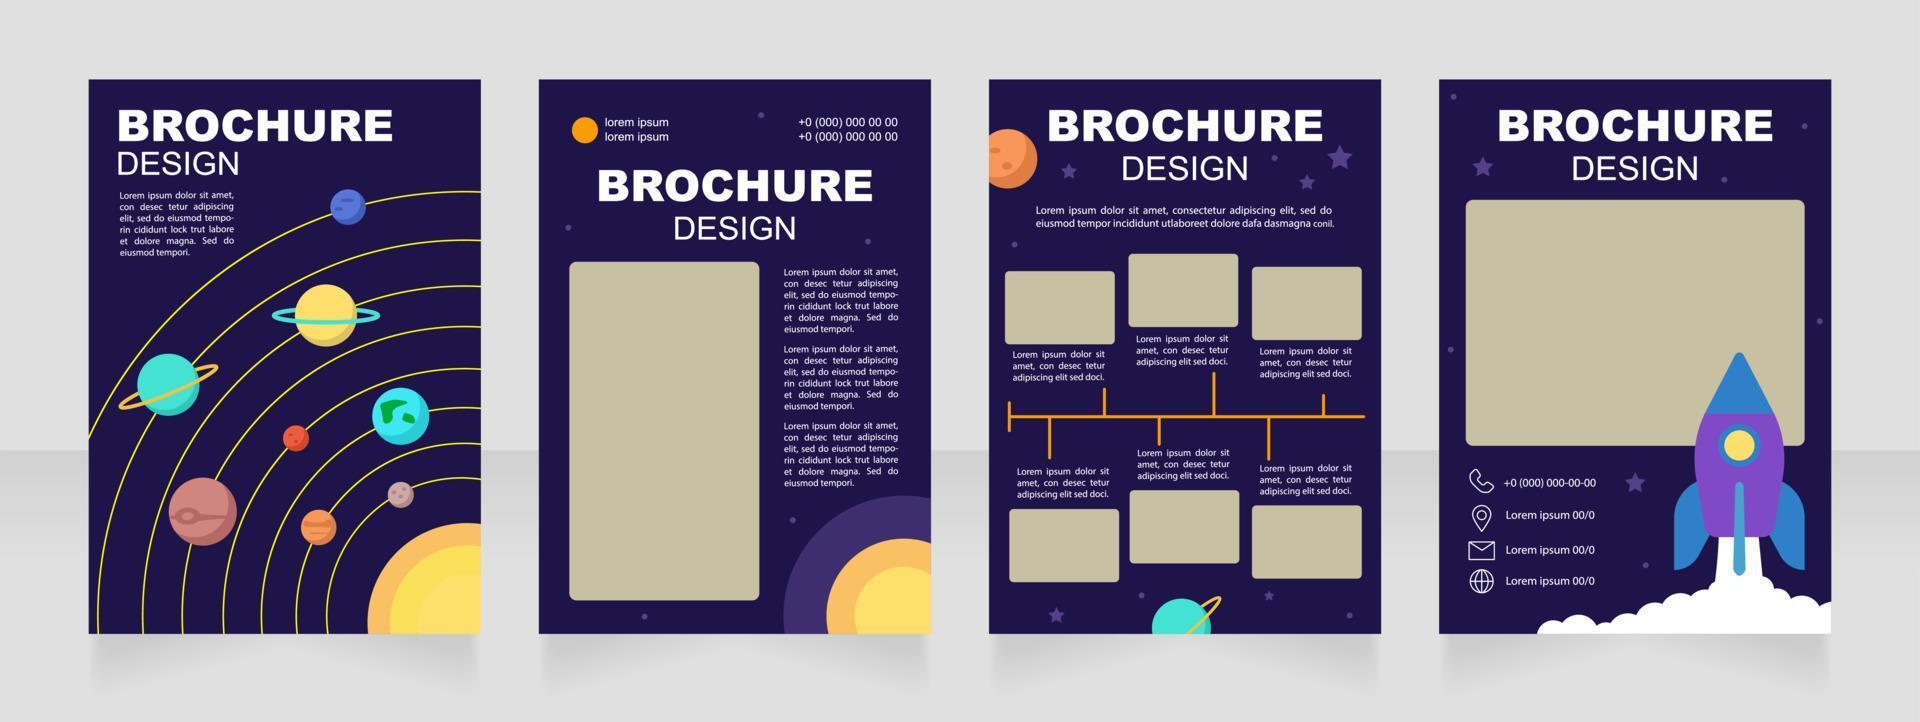 BROCHURE
DESIGN
Lorem ipsum dolor sit amet,
con desec tetur adipiscing
elit, sed do eiusmod tempo-
rin cididunt lock trut labore
et dolore magna. Sed do
eiusmod tempori.
lorem ipsum
lorem ipsum
+0 (000) 000 00 00
+0 (000) 000 00 00
BROCHURE
DESIGN
Lorem ipsum dolor sit amet,
con desec tetur adipiscing
elit, sed do eiusmod tempo-
rin cididunt lock trut labore
et dolore magna. Sed do
eiusmod tempori.
Lorem ipsum dolor sit amet,
con desec tetur adipiscing
elit, sed do eiusmod tempo-
rin cididunt lock trut labore
et dolore magna. Sed do
eiusmod tempori.
Lorem ipsum dolor sit amet,
con desec tetur adipiscing
elit, sed do eiusmod tempo-
rin cididunt lock trut labore
et dolore magna. Sed do
eiusmod tempori.
BROCHURE
DESIGN
Lorem ipsum dolor sit amet, consectetur adipiscing elit, sed do
eiusmod tempor incididunt utlaboreet dolore dafa dasmagna conil.
Lorem ipsum dolor sit
amet, con desec tetur
adipiscing elit sed doci.
Lorem ipsum dolor sit
amet, con desec tetur
adipiscing elit sed doci.
Lorem ipsum dolor sit
amet, con desec tetur
adipiscing elit sed doci.
Lorem ipsum dolor sit
amet, con desec tetur
adipiscing elit sed doci.
Lorem ipsum dolor sit
amet, con desec tetur
adipiscing elit sed doci.
Lorem ipsum dolor sit
amet, con desec tetur
adipiscing elit sed doci.
BROCHURE
DESIGN
+0 (000) 000-00-00
Lorem ipsum 00/0
Lorem ipsum 00/0
Lorem ipsum 00/0